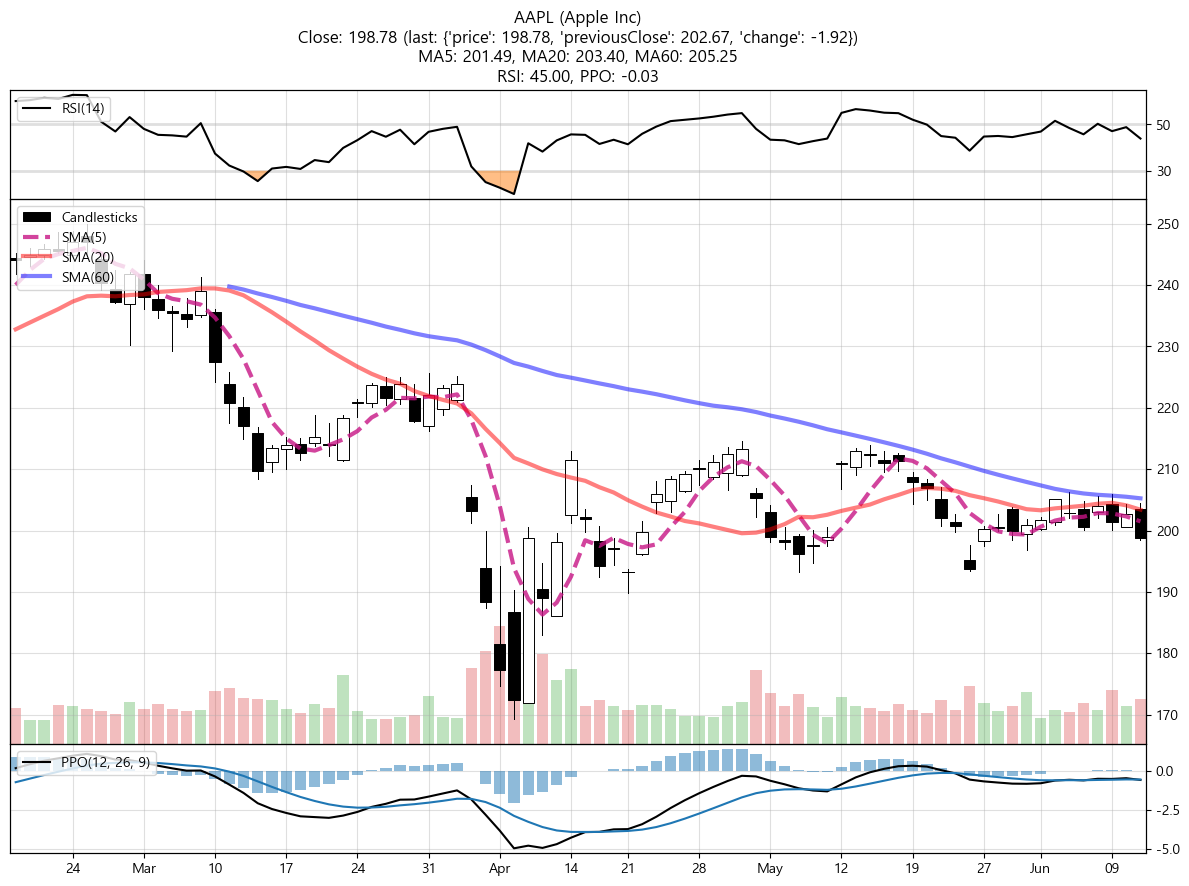 AAPL (Apple Inc)
Close: 198.78 (last: {'price': 198.78, 'previousClose': 202.67, 'change': -1.92})
MA5: 201.49, MA20: 203.40, MA60: 205.25
RSI: 45.00, PPO: -0.03
RSI(14)
50
30
Candlesticks
SMA(5)
SMA(20)
SMA(60)
250
240
230
220
210
200
190
180
170
PPO(12, 26, 9)
0.0
-2.5
-5.0
24 Mar 10 17 24 31 Apr 14 21 28 May 12 19 27 Jun 09